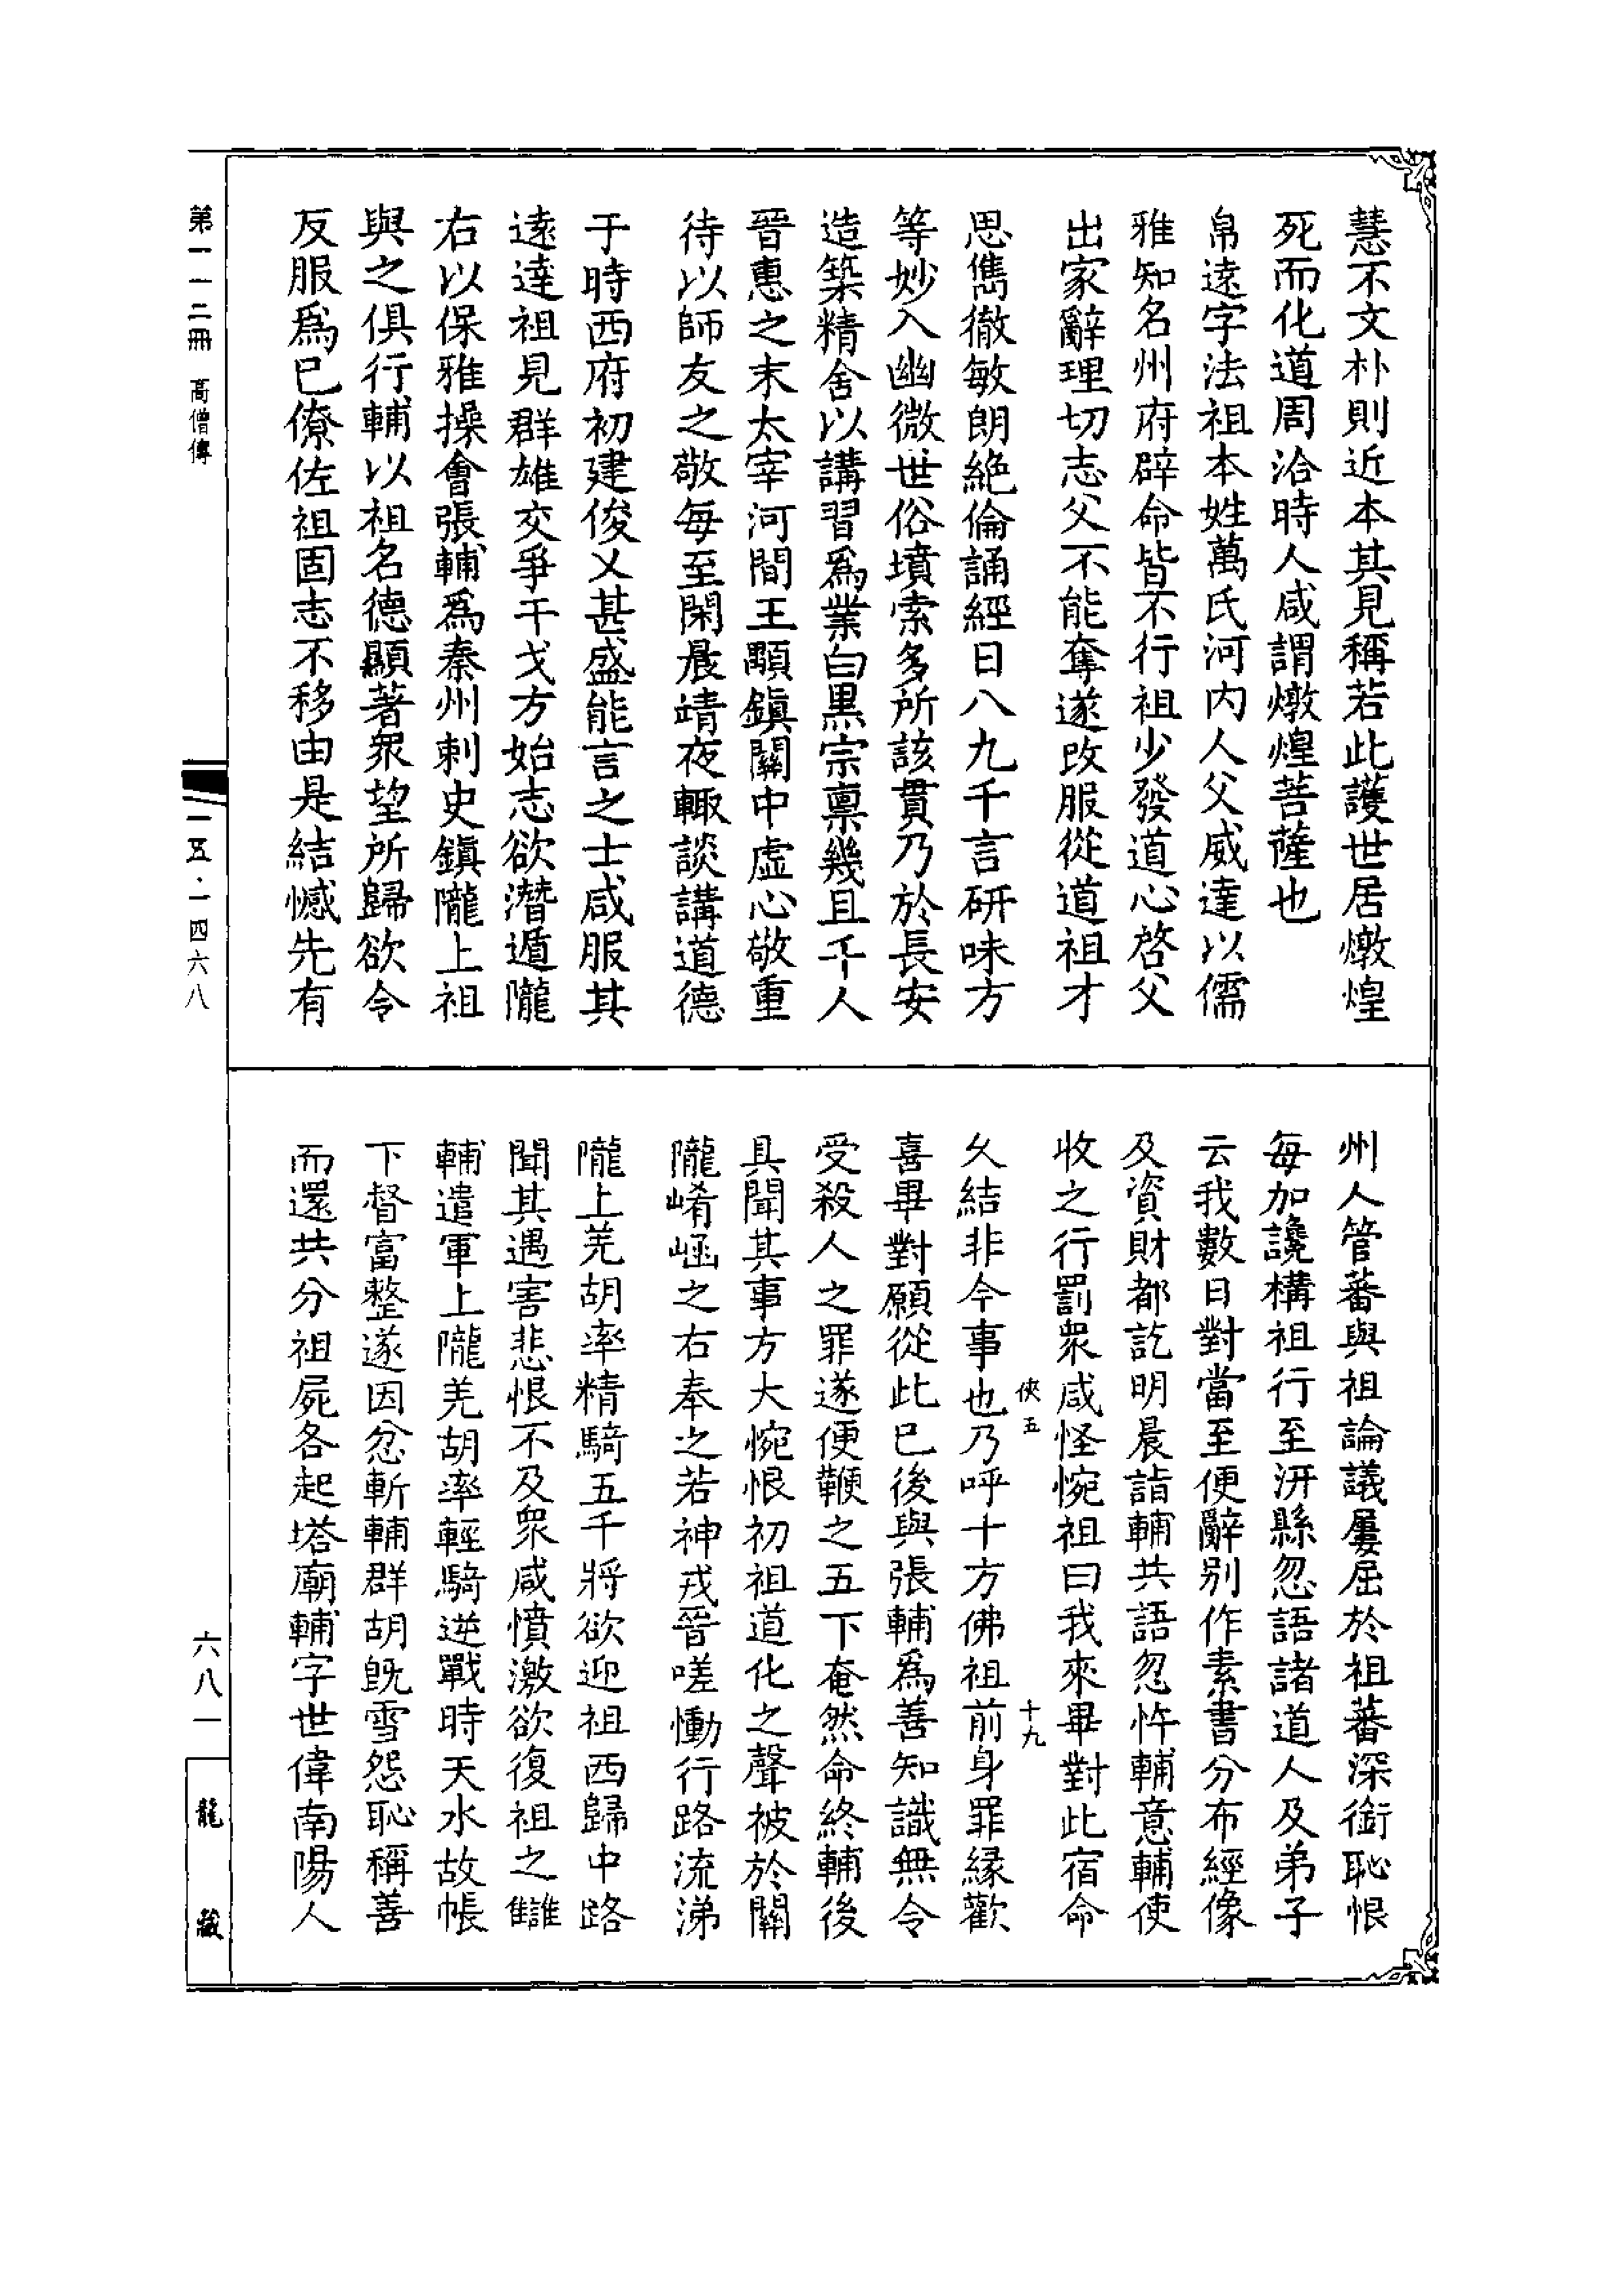 慧不文朴則近本其見稱若此護世居燉煌
死而化道周洽時人咸謂燉煌菩薩也
帛遠字法祖本姓萬氏河內人父威達以儒
雅知名州府辟命皆不行祖少發道心啓父
出家辭理切志父不能奪遂改服從道祖才
思雋徹敏朗絕倫誦經日八九千言研味方
等妙入幽微世俗墳索多所該貫乃於長安
造築精舍以講習爲業白黑宗禀幾且千人
晉惠之末太宰河間王顒鎮關中虛心敬重
待以師友之敬每至閑晨靖夜輙談講道德
于時西府初建俊乂甚盛能言之士咸服其
遠達祖見群雄交爭干戈方始志欲潛遁隴
右以保雅操會張輔爲秦州刺史鎮隴上祖
與之俱行輔以祖名德顯著眾望所歸欲令
反服爲巳僚佐祖固志不移由是結憾先有
州人管蕃與祖論議屢屈於祖蕃深銜恥恨
每加讒構祖行至汧縣忽語諸道人及弟子
云我數日對當至便辭別作素書分布經像
及資財都訖明晨詣輔共語忽忤輔意輔使
收之行罰眾咸怪惋祖曰我來畢對此宿命
久結非今事也乃呼十方佛祖前身罪緣歡
俠五
十九
喜畢對願從此巳後與張輔爲善知識無令
受殺人之罪遂便鞭之五下奄然命終輔後
具聞其事方大惋恨初祖道化之聲被於關
隴崤函之右奉之若神戎晉嗟慟行路流涕
隴上羌胡率精騎五千將欲迎祖西歸中路
聞其遇害悲恨不及眾咸憤激欲復祖之讎
輔遣軍上隴羌胡率輕騎逆戰時天水故帳
下督富整遂因忿斬輔群胡旣雪怨恥稱善
而還共分祖屍各起塔廟輔字世偉南陽人
第一一三冊 高僧傳
一五·一四六八
六八一
龍藏